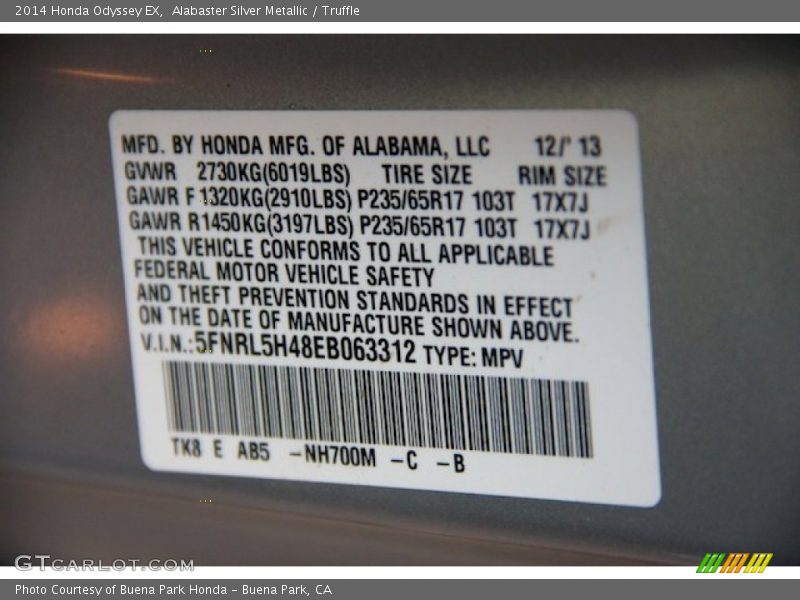 2014 Honda Odyssey EX,  Alabaster Silver Metallic / Truffle
MFD. BY HONDA MFG. OF ALABAMA, LLC 12/' 13
GVWR 2730KG(6019LBS) TIRE SIZE RIM SIZE
GAWR F 1320KG(2910LBS) P235/65R17 103T 17X7J
GAWR R1450KG(3197LBS) P235/65R17 103T 17X7J
THIS VEHICLE CONFORMS TO ALL APPLICABLE
FEDERAL MOTOR VEHICLE SAFETY
AND THEFT PREVENTION STANDARDS IN EFFECT
ON THE DATE OF MANUFACTURE SHOWN ABOVE.
V.I.N.:5FNRL5H48EB063312 TYPE: MPV
TK8 E AB5 -NH700M -C -B
GTCARLOT.COM
Photo Courtesy of Buena Park Honda - Buena Park, CA